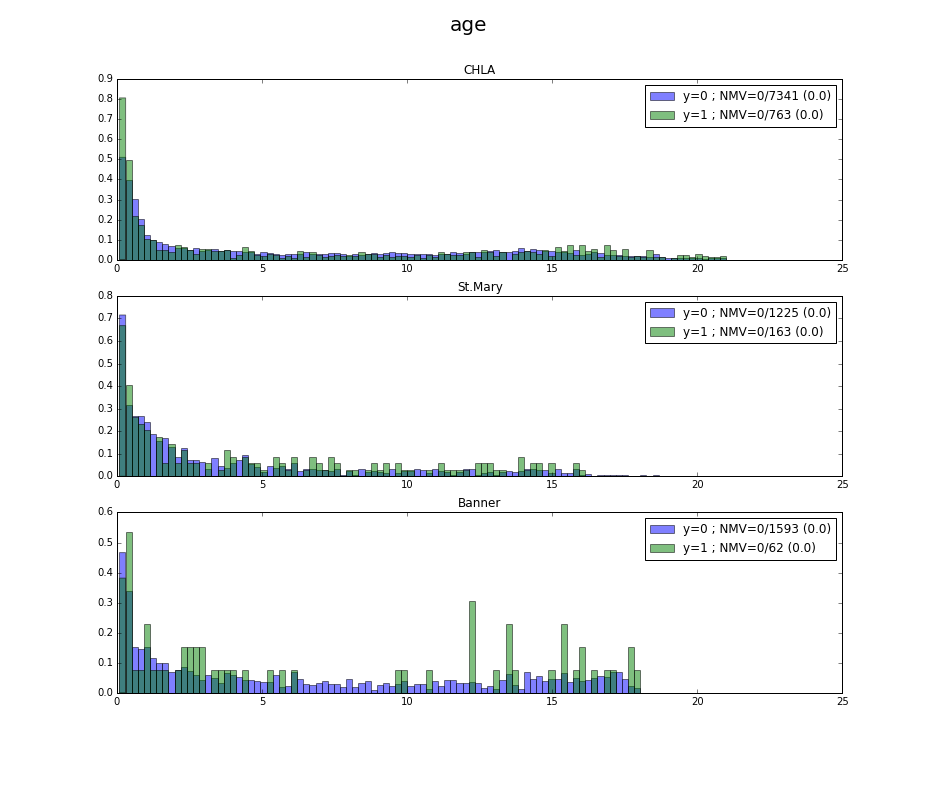 age
CHLA
0.9
0.8
0.7
0.6
0.5
0.4
0.3
0.2
0.1
0.0
0 5 10 15 20 25
y=0 ; NMV=0/7341 (0.0)
y=1 ; NMV=0/763 (0.0)
St.Mary
0.8
0.7
0.6
0.5
0.4
0.3
0.2
0.1
0.0
0 5 10 15 20 25
y=0 ; NMV=0/1225 (0.0)
y=1 ; NMV=0/163 (0.0)
Banner
0.6
0.5
0.4
0.3
0.2
0.1
0.0
0 5 10 15 20 25
y=0 ; NMV=0/1593 (0.0)
y=1 ; NMV=0/62 (0.0)